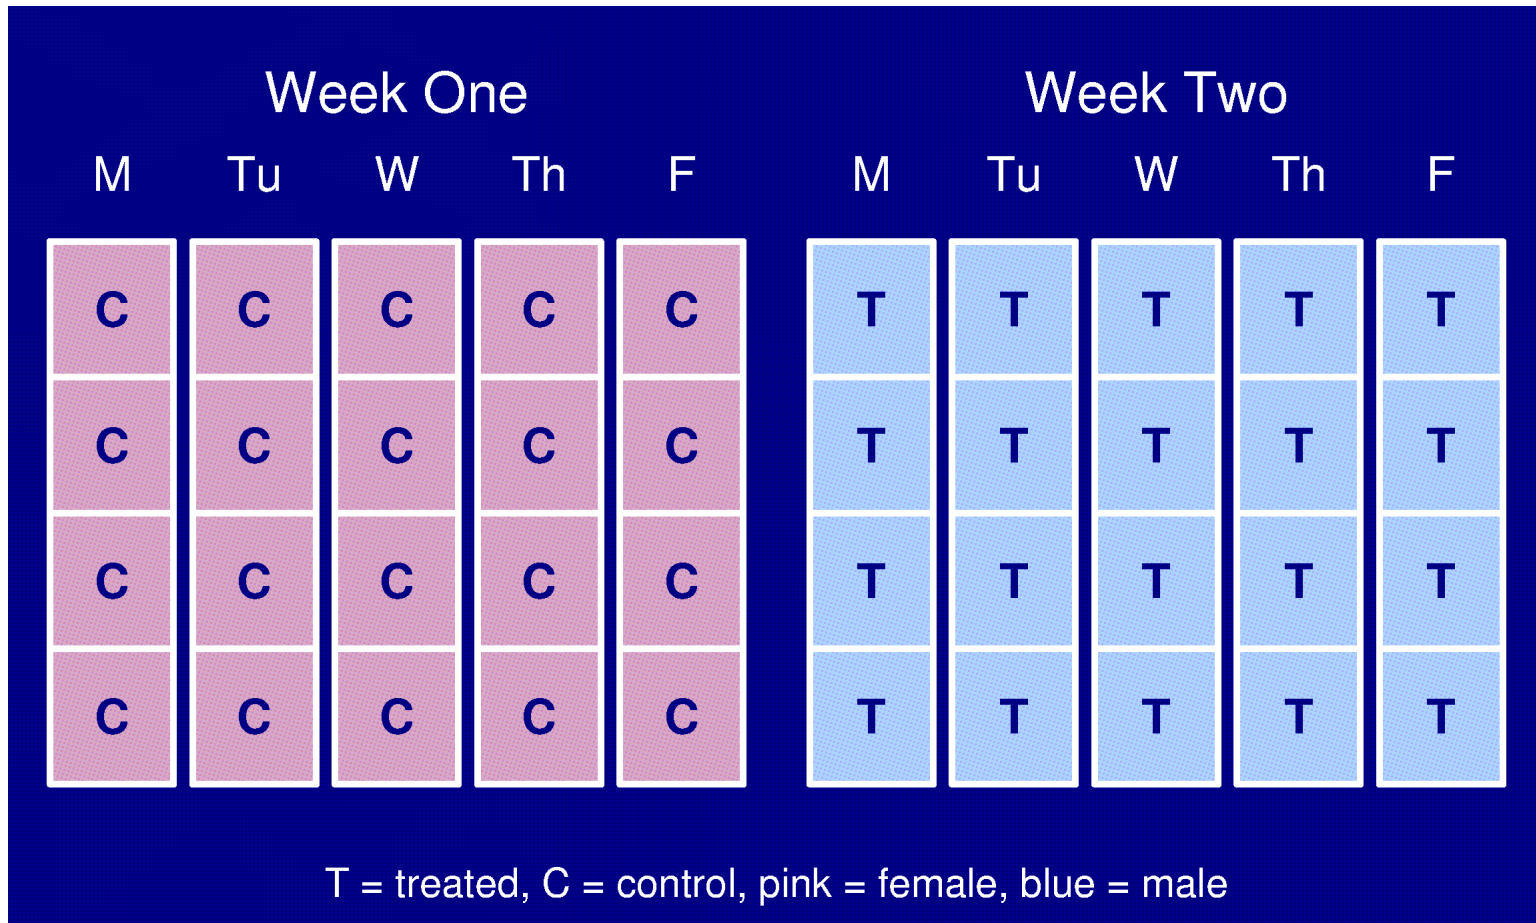 Week One Week Two
M Tu W Th F M Tu W Th F
C C C C C T T T T T
C C C C C T T T T T
C C C C C T T T T T
C C C C C T T T T T
T = treated, C = control, pink = female, blue = male